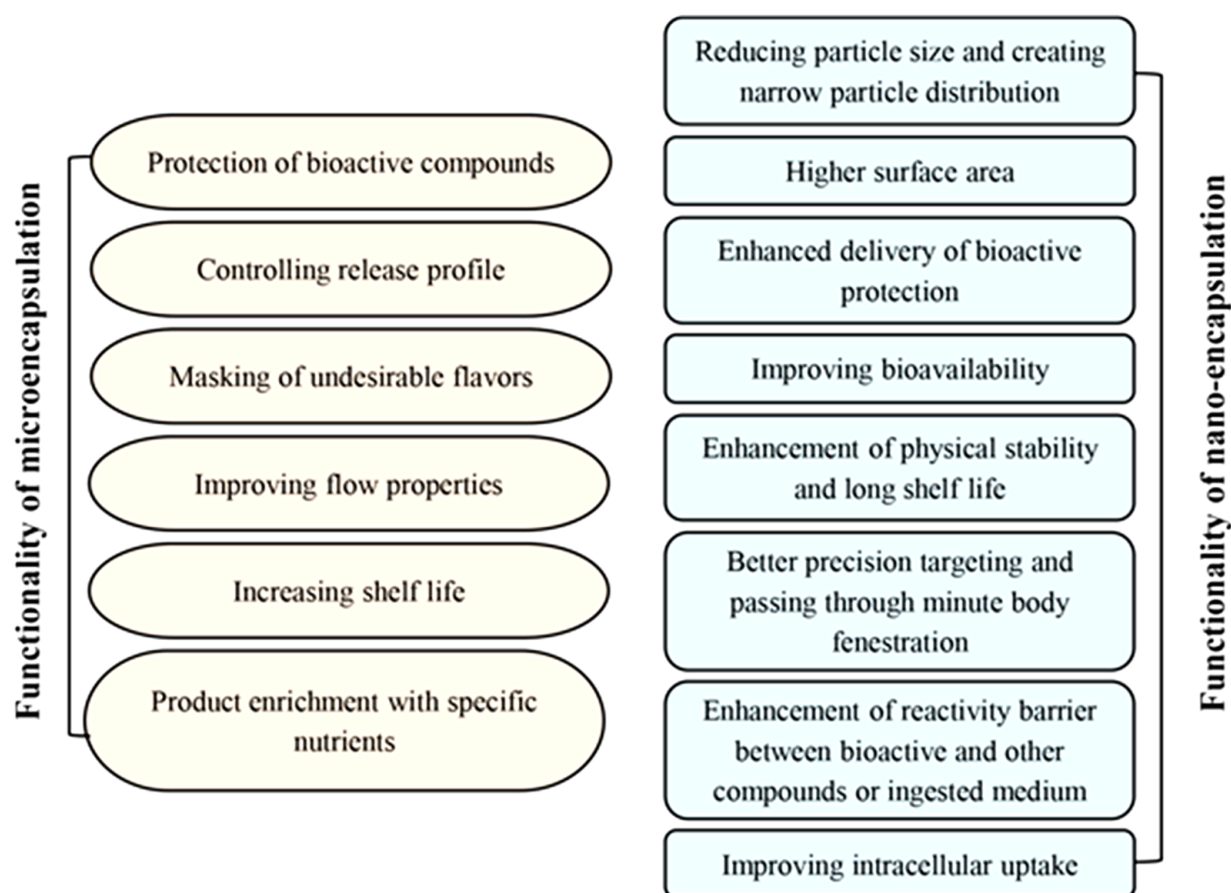 Functionality of microencapsulation
Protection of bioactive compounds
Controlling release profile
Masking of undesirable flavors
Improving flow properties
Increasing shelf life
Product enrichment with specific
nutrients
Reducing particle size and creating
narrow particle distribution
Higher surface area
Enhanced delivery of bioactive
protection
Improving bioavailability
Enhancement of physical stability
and long shelf life
Better precision targeting and
passing through minute body
fenestration
Enhancement of reactivity barrier
between bioactive and other
compounds or ingested medium
Improving intracellular uptake
Functionality of nano-encapsulation